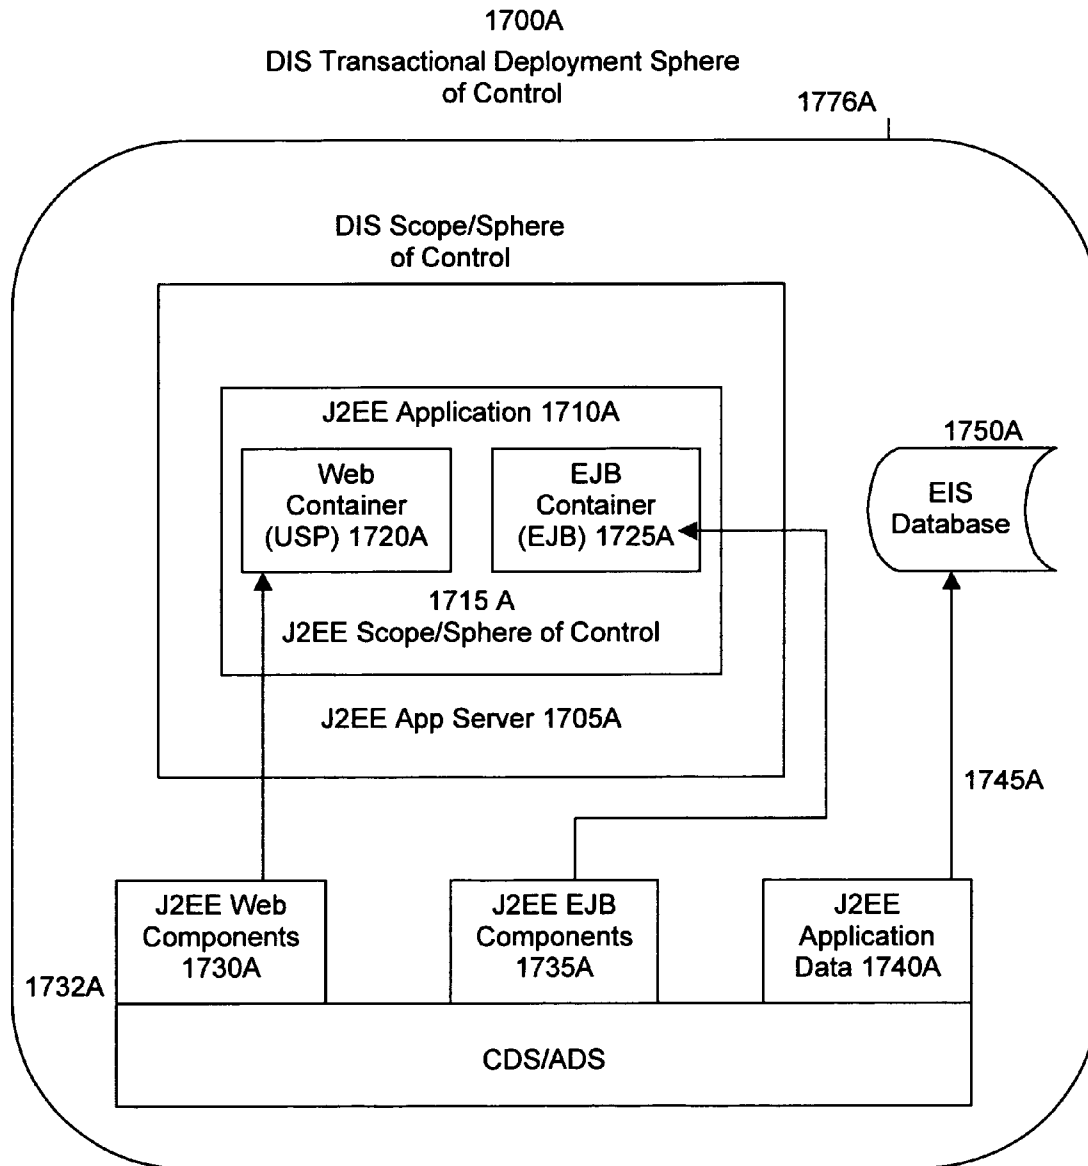 1700A
DIS Transactional Deployment Sphere
of Control
1776A
DIS Scope/Sphere
of Control
J2EE Application 1710A
Web
Container
(USP) 1720A
EJB
Container
(EJB) 1725A
1750A
EIS
Database
1715 A
J2EE Scope/Sphere of Control
J2EE App Server 1705A
1745A
J2EE Web
Components
1730A
J2EE EJB
Components
1735A
J2EE
Application
Data 1740A
1732A
CDS/ADS